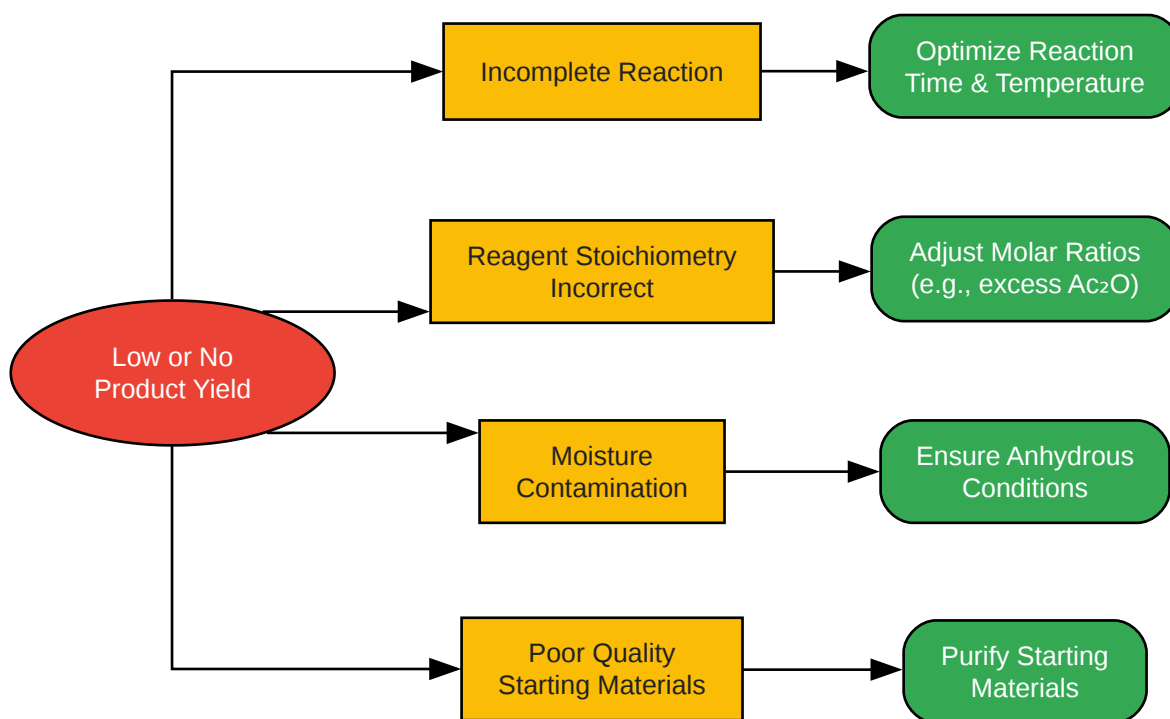 Incomplete Reaction
Optimize Reaction
Time & Temperature
Reagent Stoichiometry
Incorrect
Adjust Molar Ratios
(e.g., excess Ac₂O)
Low or No
Product Yield
Moisture
Contamination
Ensure Anhydrous
Conditions
Poor Quality
Starting Materials
Purify Starting
Materials